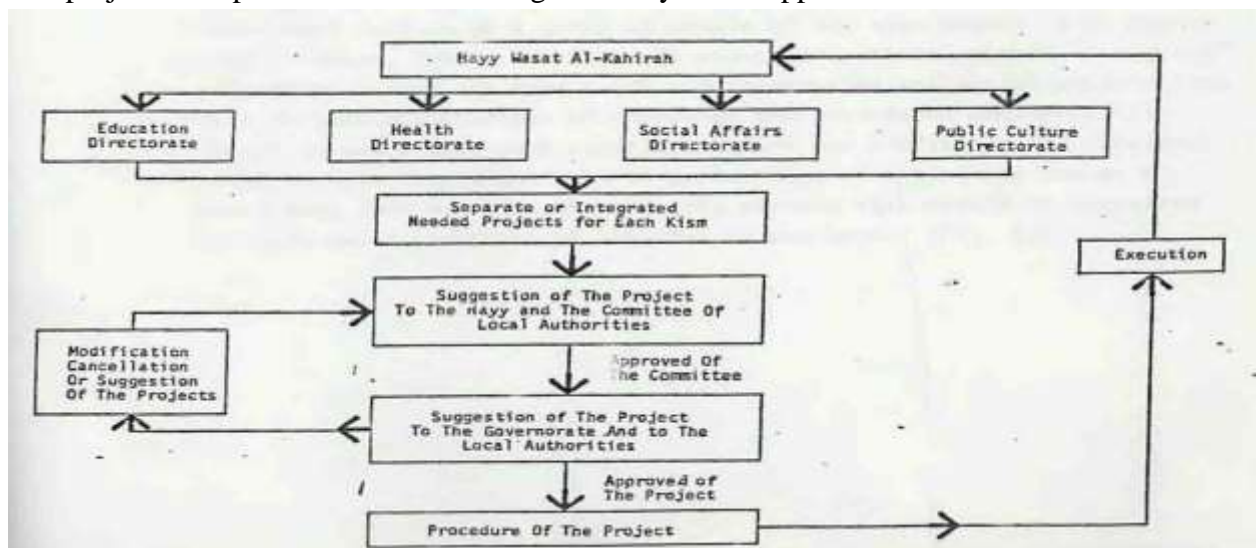 Hayy Wasat Al-Kahirah
Education
Directorate
Health
Directorate
Social Affairs
Directorate
Public Culture
Directorate
Separate or Integrated
Needed Projects for Each Kism
Execution
Suggestion of The Project
To The Hayy and The Committee Of
Local Authorities
Modification
Cancellation
Or Suggestion
Of The Projects
Approved Of
The Committee
Suggestion of The Project
To The Governorate And to The
Local Authorities
Approved of
The Project
Procedure Of The Project